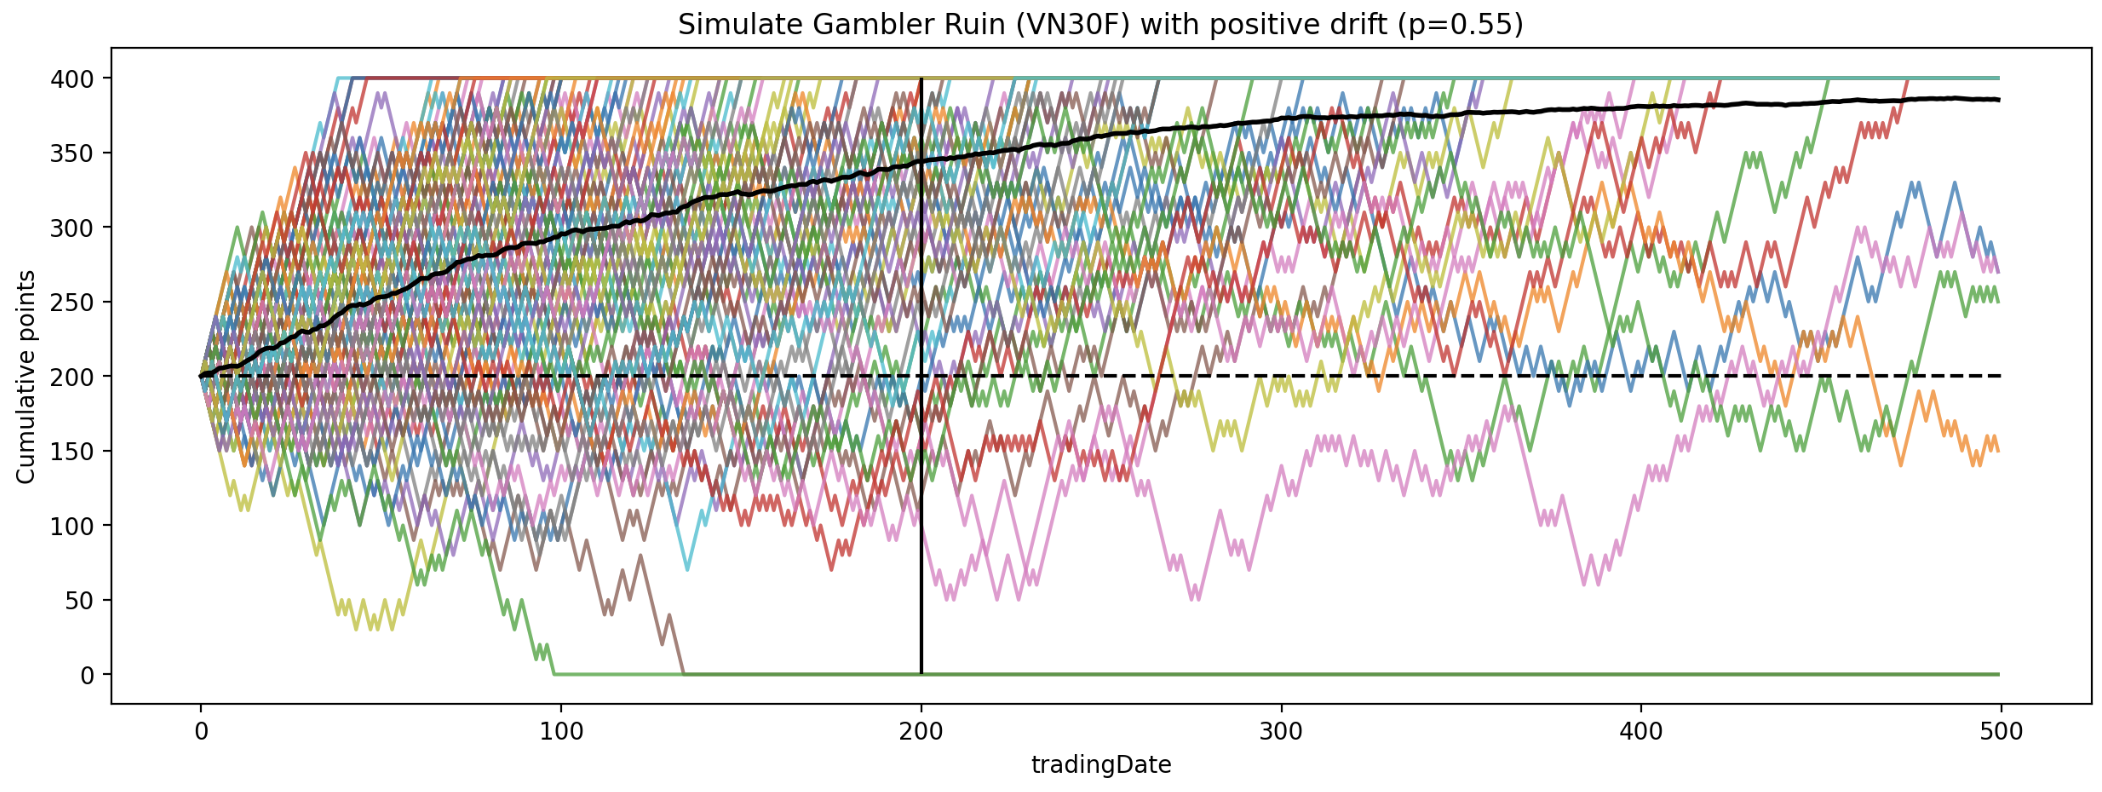 Simulate Gambler Ruin (VN30F) with positive drift (p=0.55)
Cumulative points
400
350
300
250
200
150
100
50
0
0 100 200 300 400 500
tradingDate